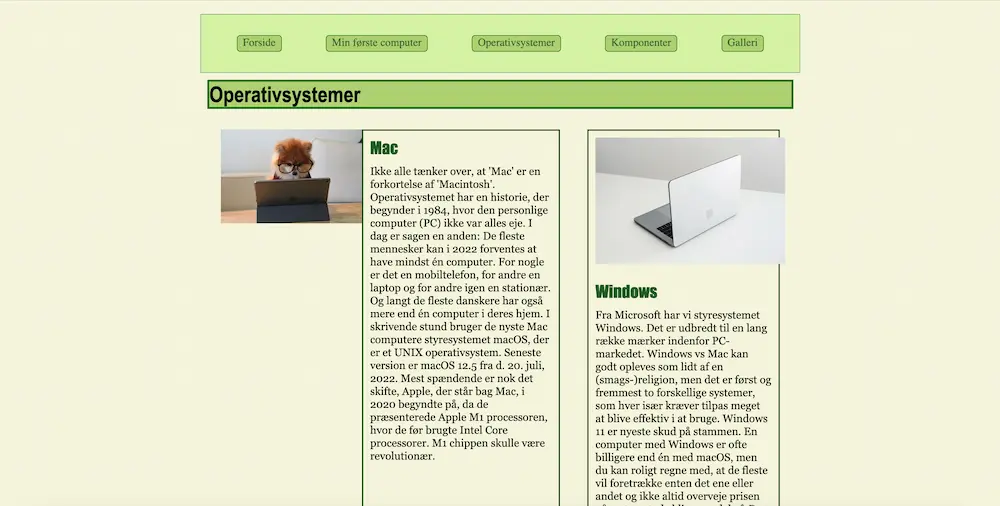 Forside
Min første computer
Operativsystemer
Komponenter
Galleri
Operativsystemer
Mac
Ikke alle tænker over, at 'Mac' er en
forkortelse af 'Macintosh'.
Operativsystemet har en historie, der
begynder i 1984, hvor den personlige
computer (PC) ikke var alles eje. I
dag er sagen en anden: De fleste
mennesker kan i 2022 forventes at
have mindst én computer. For nogle
er det en mobiltelefon, for andre en
laptop og for andre igen en stationær.
Og langt de fleste danskere har også
mere end én computer i deres hjem. I
skrivende stund bruger de nyste Mac
computere styresystemet macOS, der
er et UNIX operativsystem. Seneste
version er macOS 12.5 fra d. 20. juli,
2022. Mest spændende er nok det
skifte, Apple, der står bag Mac, i
2020 begyndte på, da de
præsenterede Apple M1 processoren,
hvor de før brugte Intel Core
processorer. M1 chippen skulle være
revolutionær.
Windows
Fra Microsoft har vi styresystemet
Windows. Det er udbredt til en lang
række mærker indenfor PC-
markedet. Windows vs Mac kan
godt opleves som lidt af en
(smags-)religion, men det er først og
fremmest to forskellige systemer,
som hver især kræver tilpas meget
at blive effektiv i at bruge. Windows
11 er nyeste skud på stammen. En
computer med Windows er ofte
billigere end én med macOS, men
du kan roligt regne med, at de fleste
vil foretrække enten det ene eller
andet og ikke altid overveje prisen